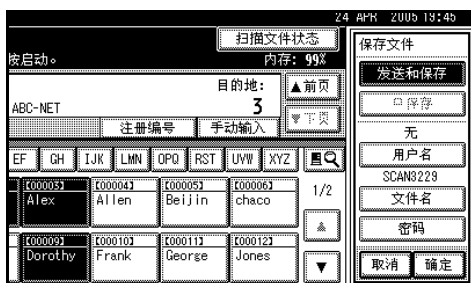 24 APR 2005 19:45
扫描文件状态
按启动。
内存: 99%
目的地:
▲前页
ABC-NET
3
▼下页
注册编号
手动输入
EF GH IJK LMN OPQ RST UVW XYZ
[00003] [00004] [00005] [00006]
Alex Allen Beijin chaco
1/2
[00009] [00010] [00011] [00012]
Dorothy Frank George Jones
▼
保存文件
发送和保存
仅保存
无
用户名
SCAN3229
文件名
密码
取消 确定